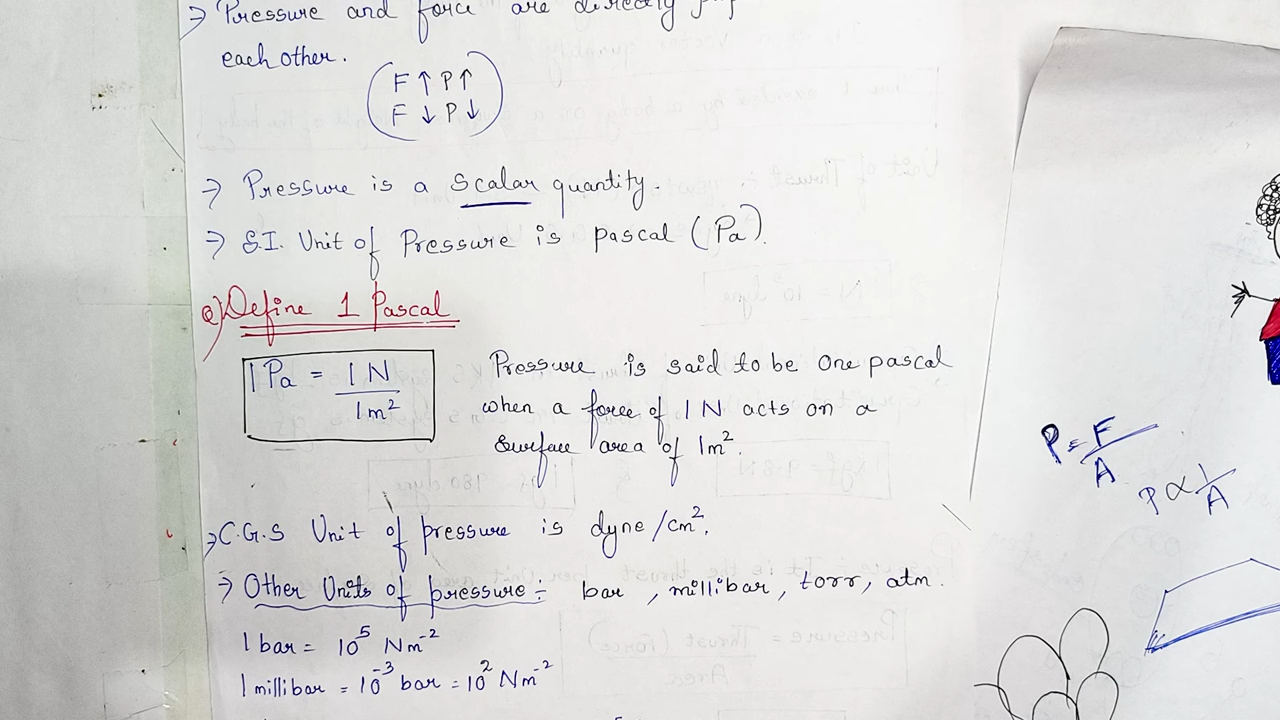 ⇒ Pressure and force are directly
each other.
F ↑ P ↑
F ↓ P ↓
⇒ Pressure is a Scalar quantity.
⇒ S.I. Unit of Pressure is pascal (Pa).
Q) Define 1 Pascal
1 Pa = 1 N / 1 m²
Pressure is said to be one pascal
when a force of 1 N acts on a
surface area of 1m².
⇒ C.G.S Unit of pressure is dyne/cm².
⇒ Other Units of pressure :- bar, millibar, torr, atm.
1 bar = 10⁵ Nm⁻²
1 millibar = 10⁻³ bar = 10² Nm⁻²
P = F / A
P ∝ 1 / A